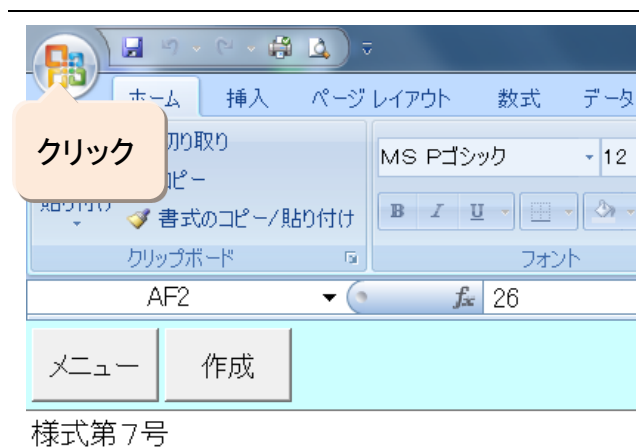 ホーム 挿入 ページ レイアウト 数式 データ
クリック
切り取り
コピー
貼り付け
書式のコピー/貼り付け
MS Pゴシック 12
B I U
クリップボード フォント
AF2 fx 26
メニュー 作成
様式第7号